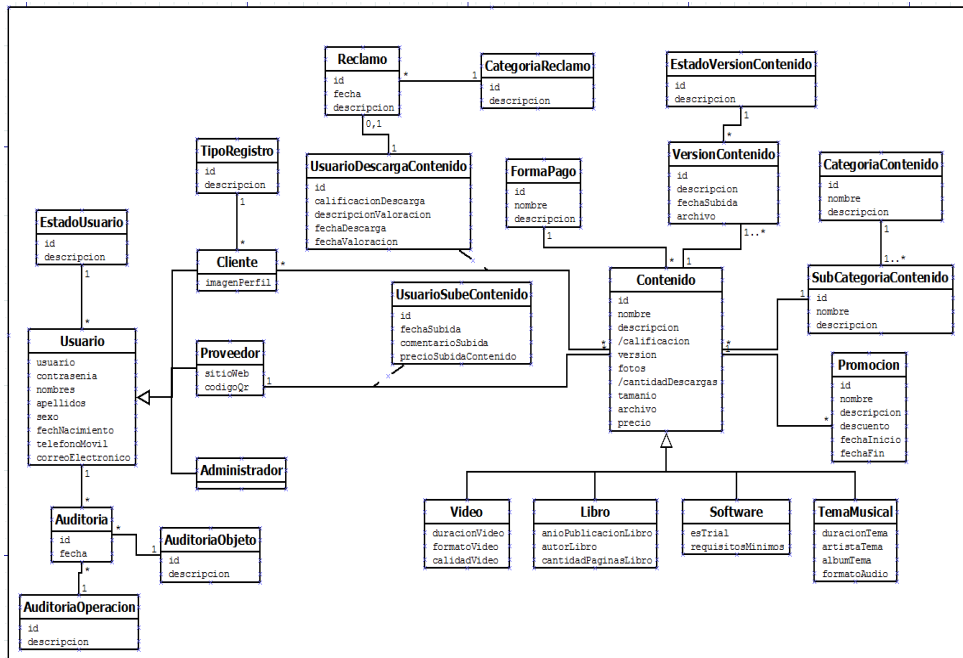 Reclamo
id
fecha
descripcion
*
1
CategoriaReclamo
id
descripcion
EstadoVersionContenido
id
descripcion
0,1
1
1
*
TipoRegistro
id
descripcion
1
*
UsuarioDescargaContenido
id
calificacionDescarga
descripcionValoracion
fechaDescarga
fechaValoracion
FormaPago
id
nombre
descripcion
1
*
VersionContenido
id
descripcion
fechaSubida
archivo
1..*
1
CategoriaContenido
id
nombre
descripcion
1
1..*
EstadoUsuario
id
descripcion
1
*
Cliente
imagenPerfil
*
*
UsuarioSubeContenido
id
fechaSubida
comentarioSubida
precioSubidaContenido
Contenido
id
nombre
descripcion
/calificacion
version
fotos
/cantidadDescargas
tamanio
archivo
precio
SubCategoriaContenido
id
nombre
descripcion
1
*
Usuario
usuario
contrasenia
nombres
apellidos
sexo
fechNacimiento
telefonoMovil
correoElectronico
Proveedor
sitioWeb
codigoQr
1
*
1
*
Promocion
id
nombre
descripcion
descuento
fechaInicio
fechaFin
Administrador
1
*
Auditoria
id
fecha
*
1
AuditoriaObjeto
id
descripcion
*
1
AuditoriaOperacion
id
descripcion
Video
duracionVideo
formatoVideo
calidadVideo
Libro
anioPublicacionLibro
autorLibro
cantidadPaginasLibro
Software
esTrial
requisitosMinimos
TemaMusical
duracionTema
artistaTema
albumTema
formatoAudio